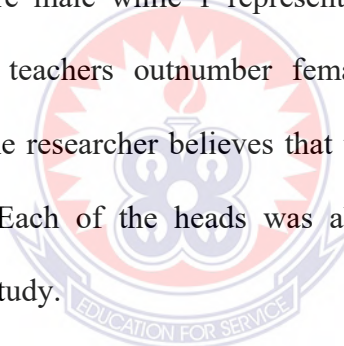 re male while 1 represent
teachers outnumber fema
e researcher believes that
Each of the heads was a
tudy.
EDUCATION FOR SERVICE